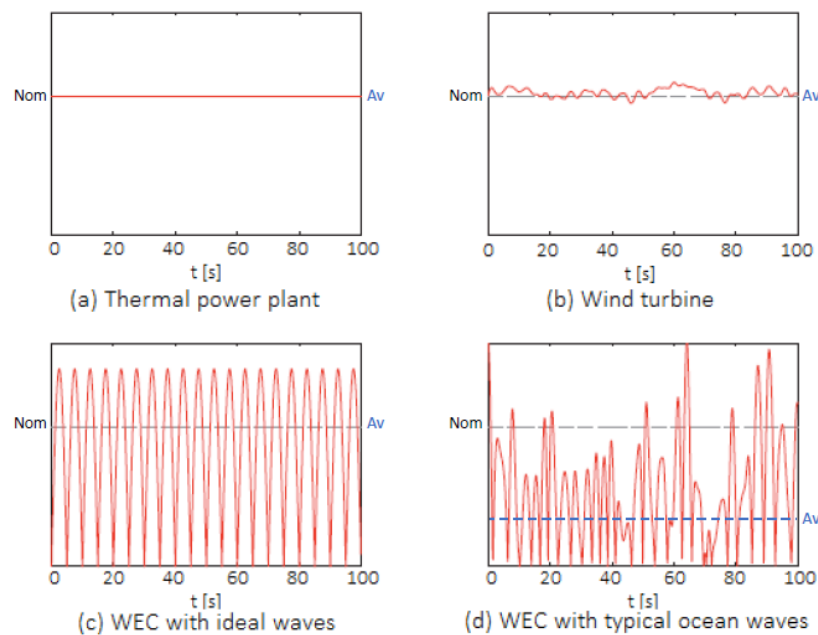 Nom
Av
0 20 40 60 80 100
t [s]
(a) Thermal power plant
Nom
Av
0 20 40 60 80 100
t [s]
(b) Wind turbine
Nom
Av
0 20 40 60 80 100
t [s]
(c) WEC with ideal waves
Nom
Av
0 20 40 60 80 100
t [s]
(d) WEC with typical ocean waves